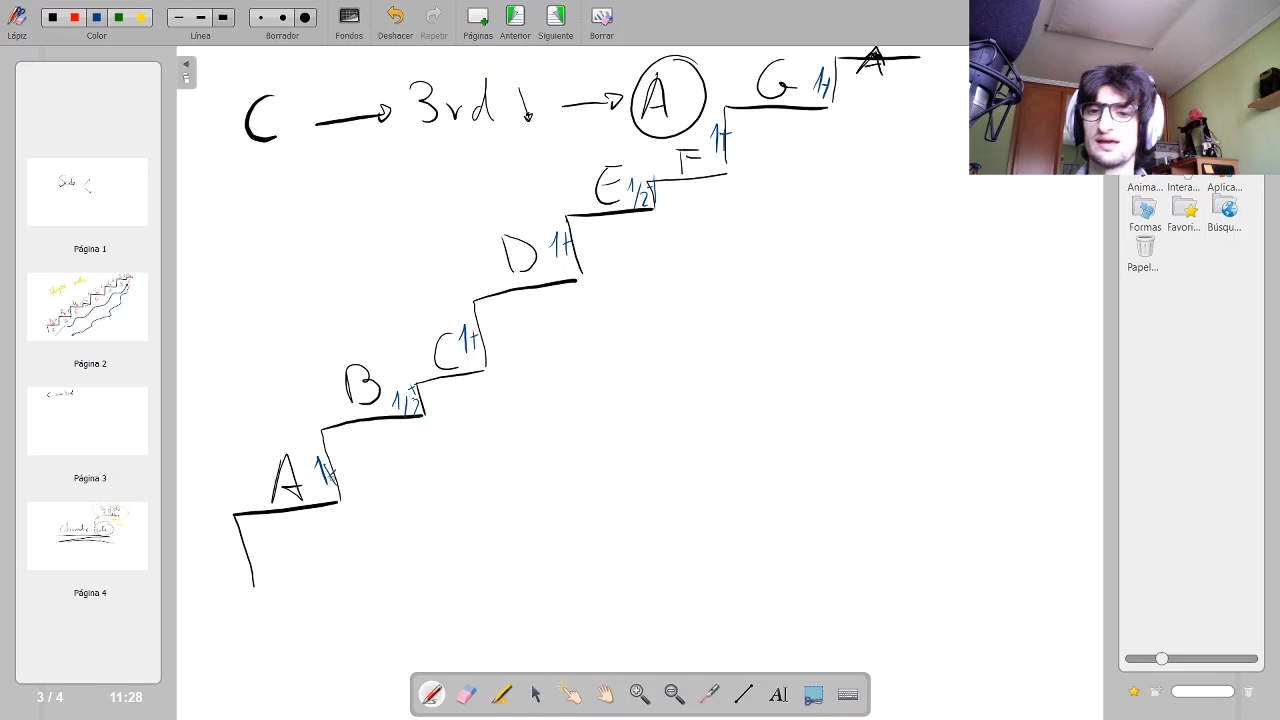 Lápiz
Color
Línea
Borrador
Fondos
Deshacer
Repetir
Páginas
Anterior
Siguiente
Borrar
C → 3rd ↓ → A
G 1t A
1t
E 1/2t F
D 1t
C 1t
B 1/2t
A 1t
Página 1
Página 2
C → 3rd
Página 3
Página 4
3 / 4
11:28
Anima...
Intera...
Aplica...
Formas
Favori...
Búsqu...
Papel...